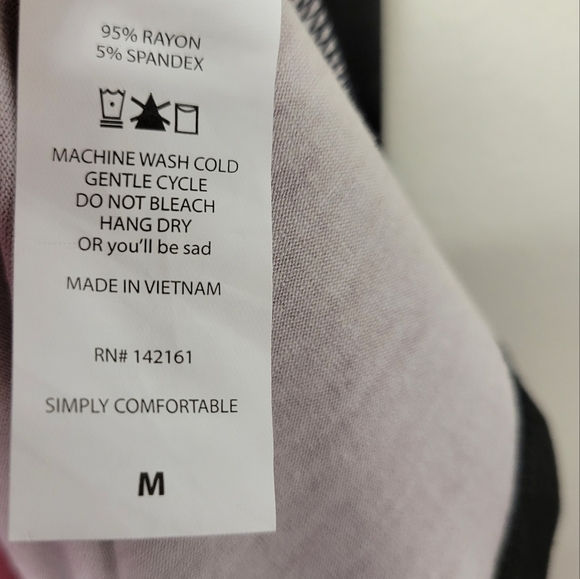 95% RAYON
5% SPANDEX
MACHINE WASH COLD
GENTLE CYCLE
DO NOT BLEACH
HANG DRY
OR you'll be sad
MADE IN VIETNAM
RN# 142161
SIMPLY COMFORTABLE
M